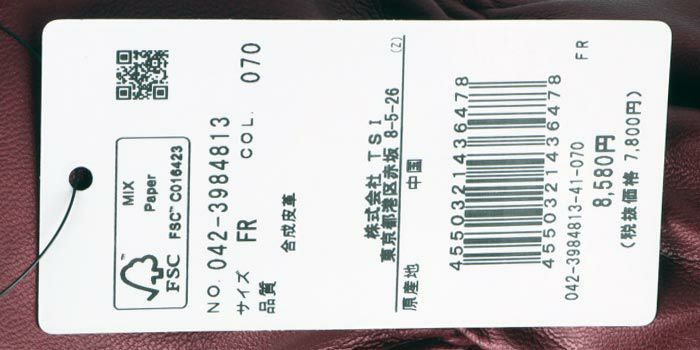 MIX
Paper
FSC™ C016423
FSC
NO. 042-3984813
サイズ FR COL. 070
品質 合成皮革
株式会社 TSI
東京都港区赤坂 8-5-26
(Z)
原産地 中国
4550321436478
4550321436478
042-3984813-41-070
FR
8,580円
(税抜価格 7,800円)